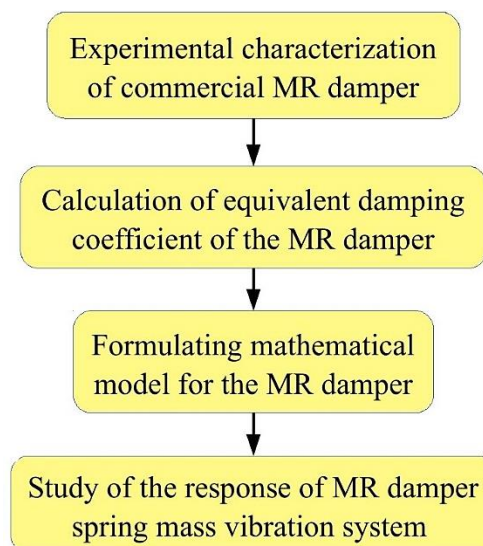 Experimental characterization
of commercial MR damper
Calculation of equivalent damping
coefficient of the MR damper
Formulating mathematical
model for the MR damper
Study of the response of MR damper
spring mass vibration system